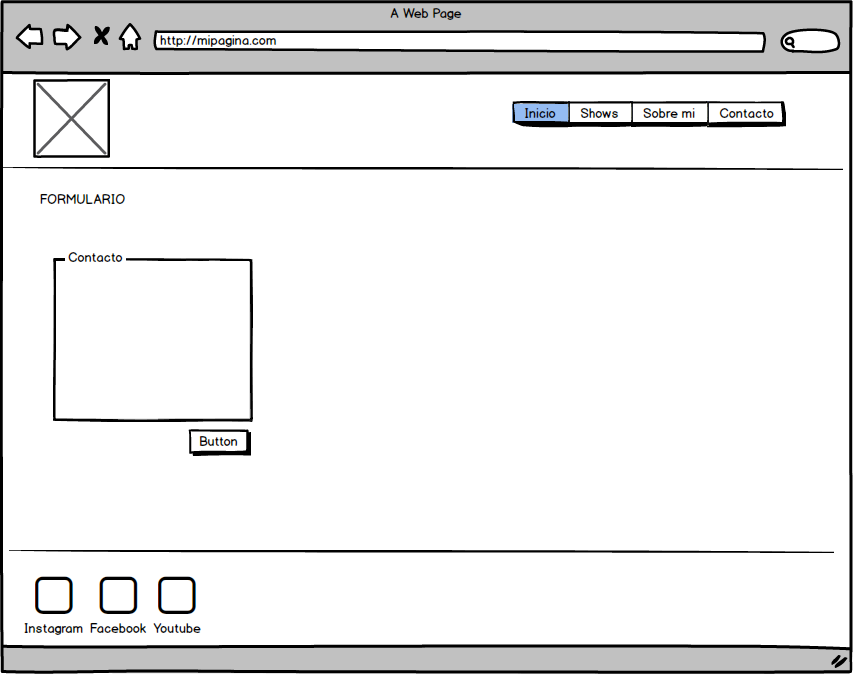 A Web Page
http://mipagina.com
Inicio Shows Sobre mi Contacto
FORMULARIO
Contacto
Button
Instagram Facebook Youtube